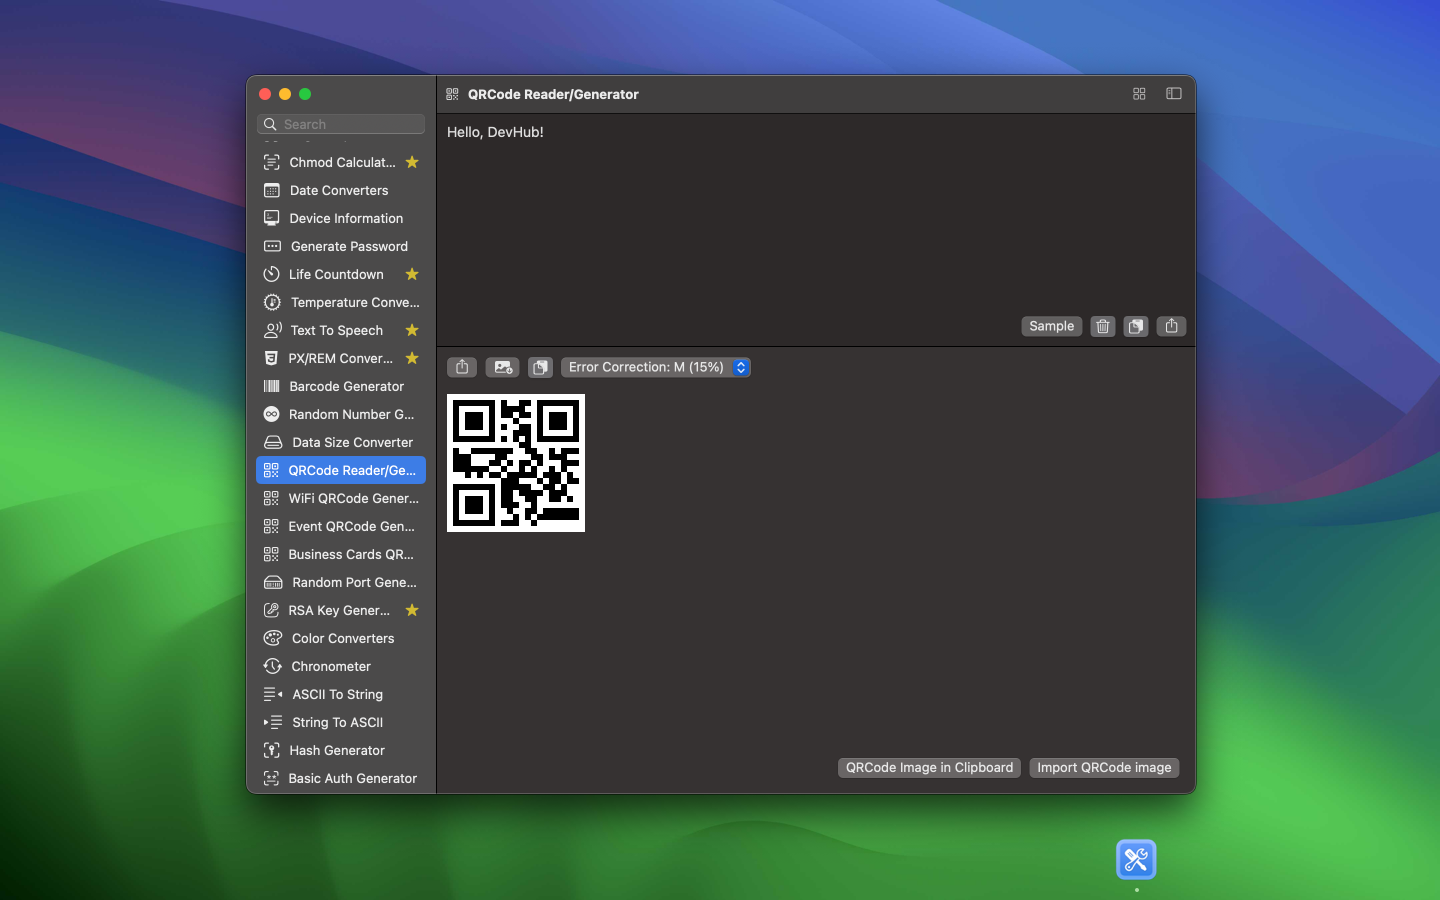 QRCode Reader/Generator
Search
Chmod Calculat...
Date Converters
Device Information
Generate Password
Life Countdown
Temperature Conve...
Text To Speech
PX/REM Conver...
Barcode Generator
Random Number G...
Data Size Converter
QRCode Reader/Ge...
WiFi QRCode Gener...
Event QRCode Gen...
Business Cards QR...
Random Port Gene...
RSA Key Gener...
Color Converters
Chronometer
ASCII To String
String To ASCII
Hash Generator
Basic Auth Generator
Hello, DevHub!
Sample
Error Correction: M (15%)
QRCode Image in Clipboard
Import QRCode image